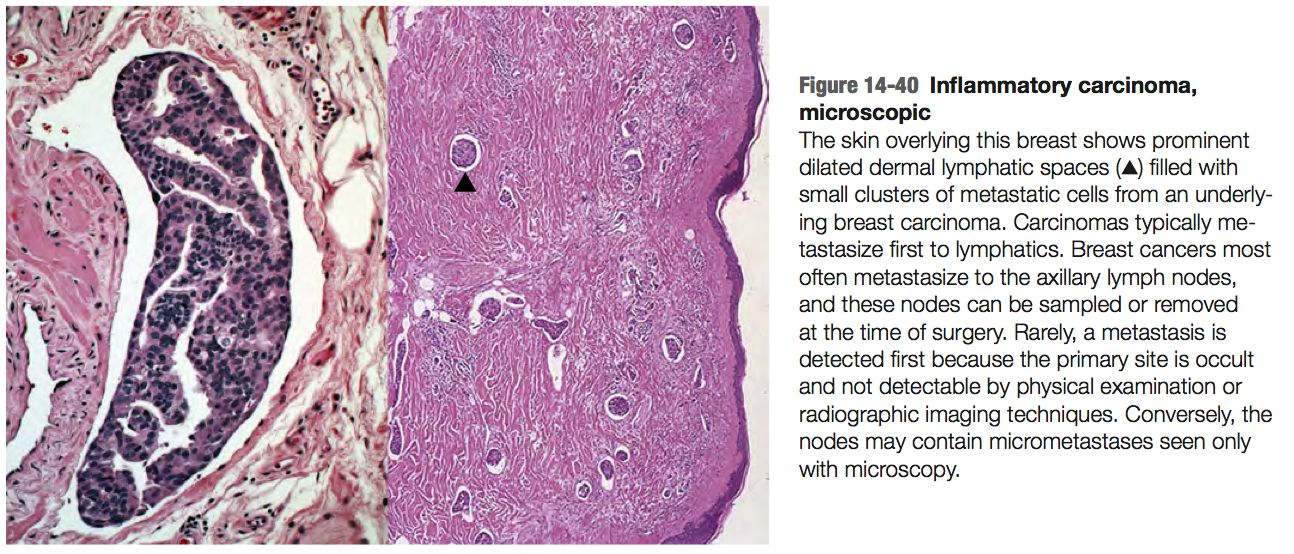 Figure 14-40 Inflammatory carcinoma,
microscopic
The skin overlying this breast shows prominent
dilated dermal lymphatic spaces (▲) filled with
small clusters of metastatic cells from an underly-
ing breast carcinoma. Carcinomas typically me-
tastasize first to lymphatics. Breast cancers most
often metastasize to the axillary lymph nodes,
and these nodes can be sampled or removed
at the time of surgery. Rarely, a metastasis is
detected first because the primary site is occult
and not detectable by physical examination or
radiographic imaging techniques. Conversely, the
nodes may contain micrometastases seen only
with microscopy.